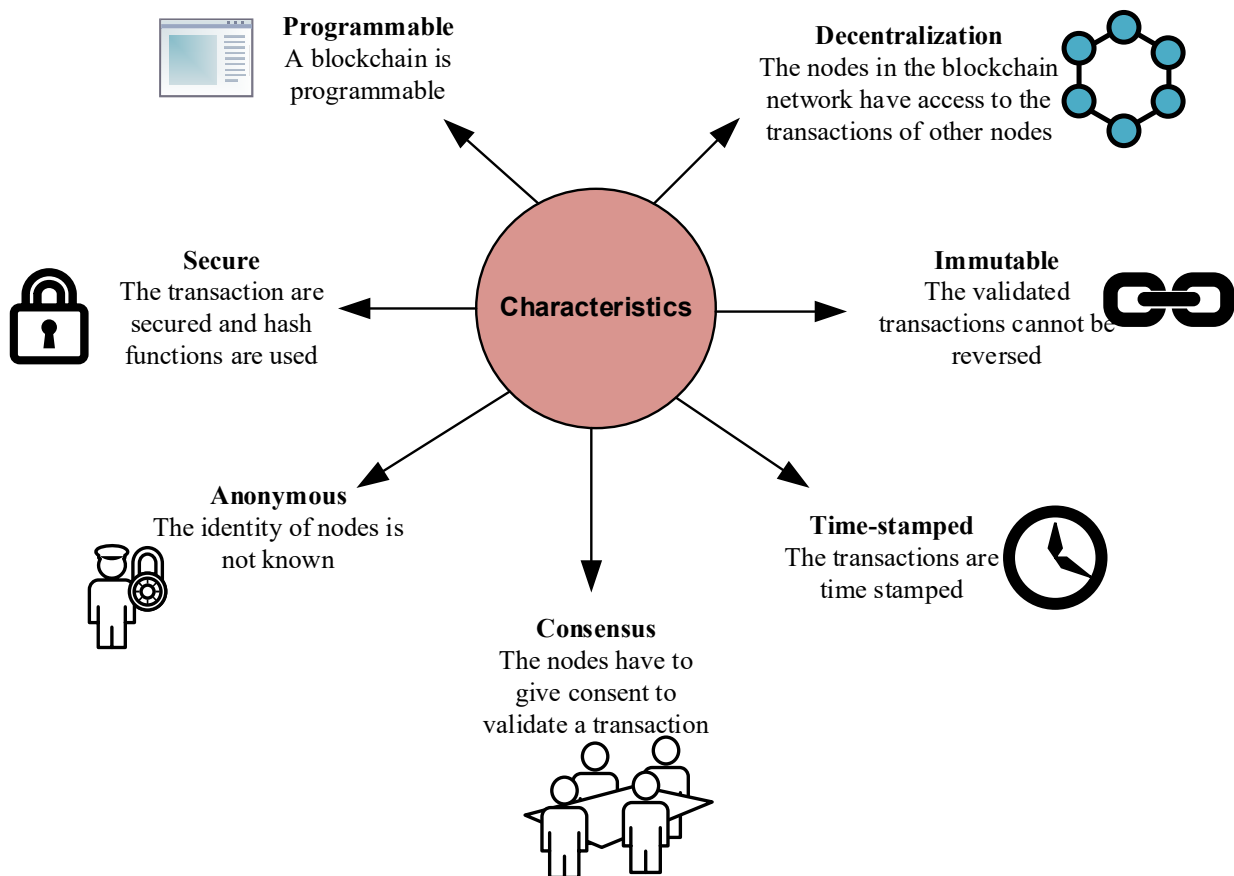 Programmable
A blockchain is
programmable
Decentralization
The nodes in the blockchain
network have access to the
transactions of other nodes
Secure
The transaction are
secured and hash
functions are used
Characteristics
Immutable
The validated
transactions cannot be
reversed
Anonymous
The identity of nodes is
not known
Time-stamped
The transactions are
time stamped
Consensus
The nodes have to
give consent to
validate a transaction